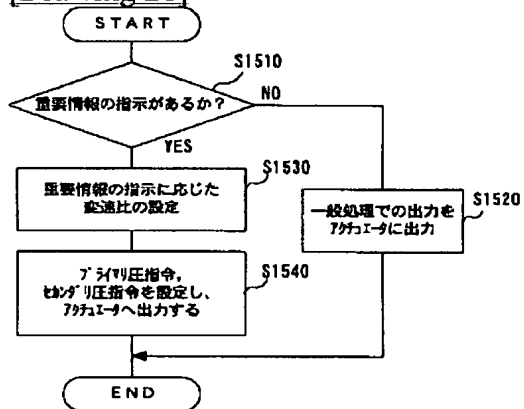 START
S1510
重要情報の指示があるか?
NO
YES
S1530
重要情報の指示に応じた
変速比の設定
S1520
一般処理での出力を
アクチュエータに出力
S1540
プライマリ圧指令,
セカンダリ圧指令を設定し、
アクチュエータへ出力する
END